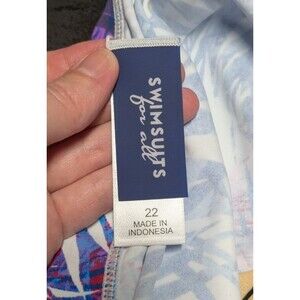 SWIMSUITS
for all
22
MADE IN
INDONESIA